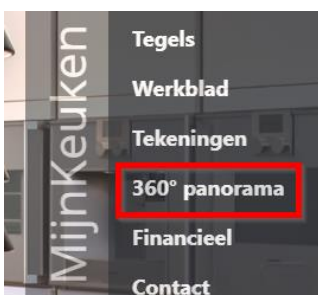 MijnKeuken
Tegels
Werkblad
Tekeningen
360° panorama
Financieel
Contact